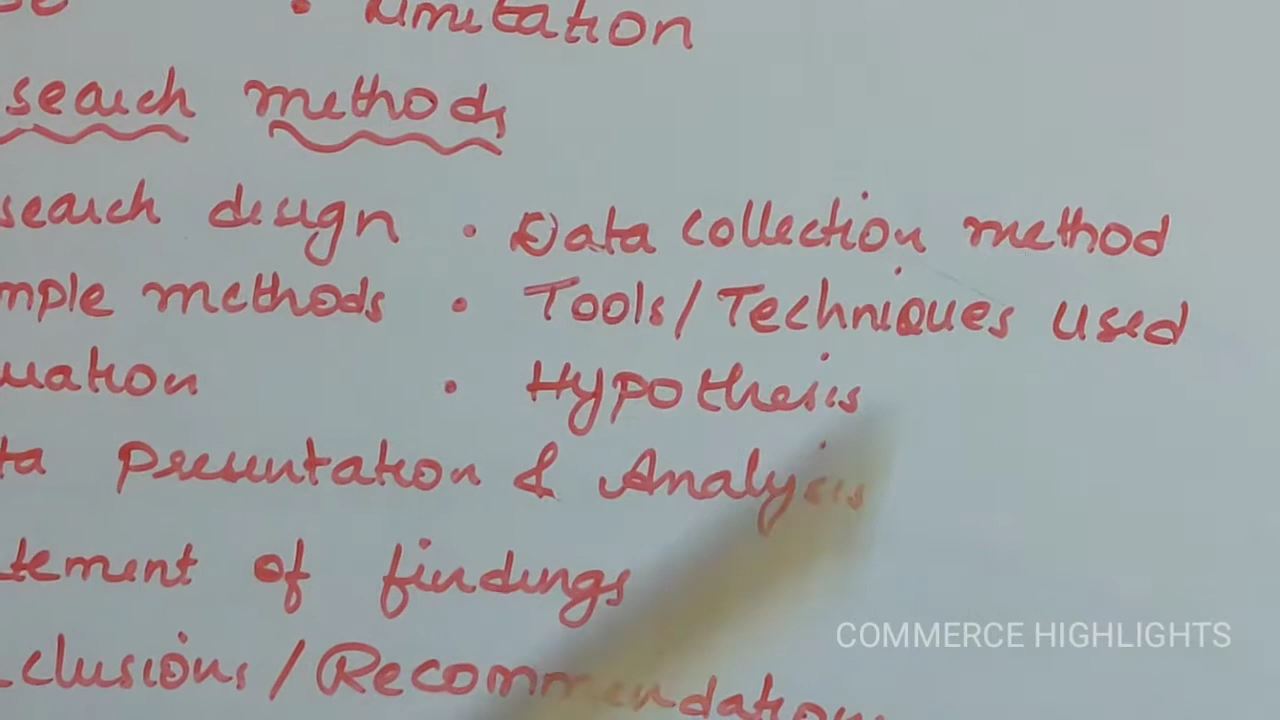 · Limitation
search methods
search design · Data collection method
mple methods · Tools/Techniques used
uation · Hypothesis
ta Presentation & Analysis
tement of findings
clusions/Recommendations
COMMERCE HIGHLIGHTS